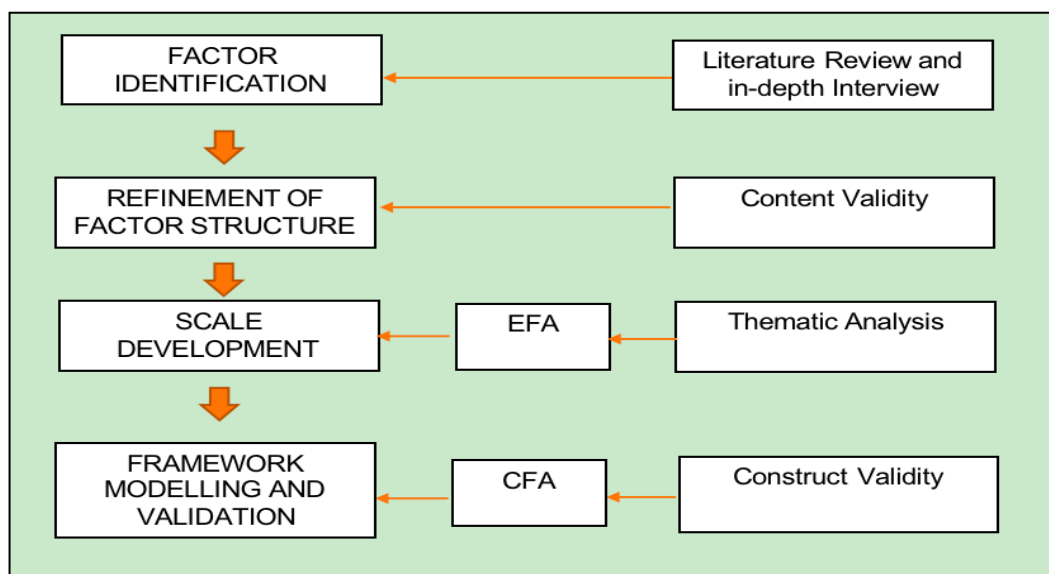 FACTOR
IDENTIFICATION
Literature Review and
in-depth Interview
REFINEMENT OF
FACTOR STRUCTURE
Content Validity
SCALE
DEVELOPMENT
EFA
Thematic Analysis
FRAMEWORK
MODELLING AND
VALIDATION
CFA
Construct Validity